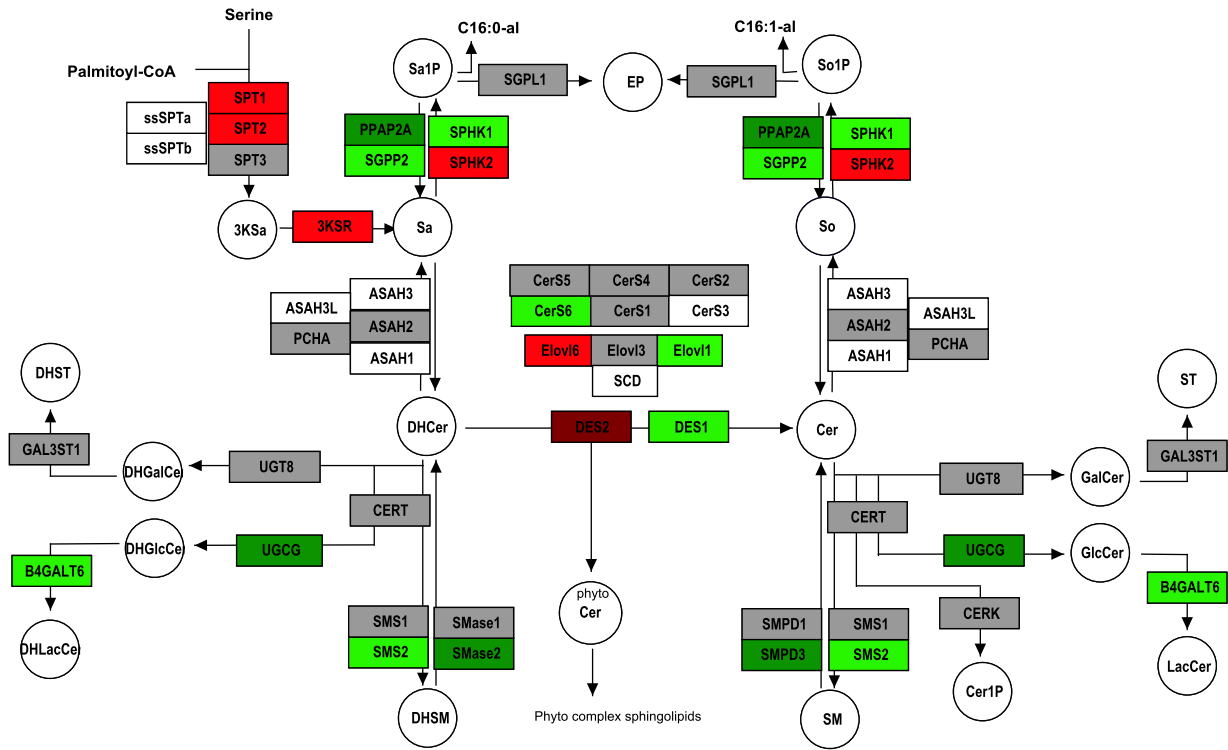 Serine
C16:0-al
C16:1-al
Palmitoyl-CoA
Sa1P
SGPL1
EP
SGPL1
So1P
SPT1
ssSPTa
SPT2
ssSPTb
SPT3
PPAP2A
SPHK1
SGPP2
SPHK2
PPAP2A
SPHK1
SGPP2
SPHK2
3KSa
3KSR
Sa
So
CerS5
CerS4
CerS2
CerS6
CerS1
CerS3
ASAH3
ASAH3L
ASAH2
PCHA
ASAH1
ASAH3
ASAH3L
ASAH2
PCHA
ASAH1
Elovl6
Elovl3
Elovl1
SCD
DHST
ST
DHCer
DES2
DES1
Cer
GAL3ST1
DHGalCer
UGT8
UGT8
GalCer
GAL3ST1
CERT
CERT
DHGlcCer
UGCG
UGCG
GlcCer
B4GALT6
B4GALT6
phyto
Cer
CERK
SMS1
SMase1
SMS2
SMase2
SMPD1
SMS1
SMPD3
SMS2
DHLacCer
LacCer
Cer1P
DHSM
Phyto complex sphingolipids
SM